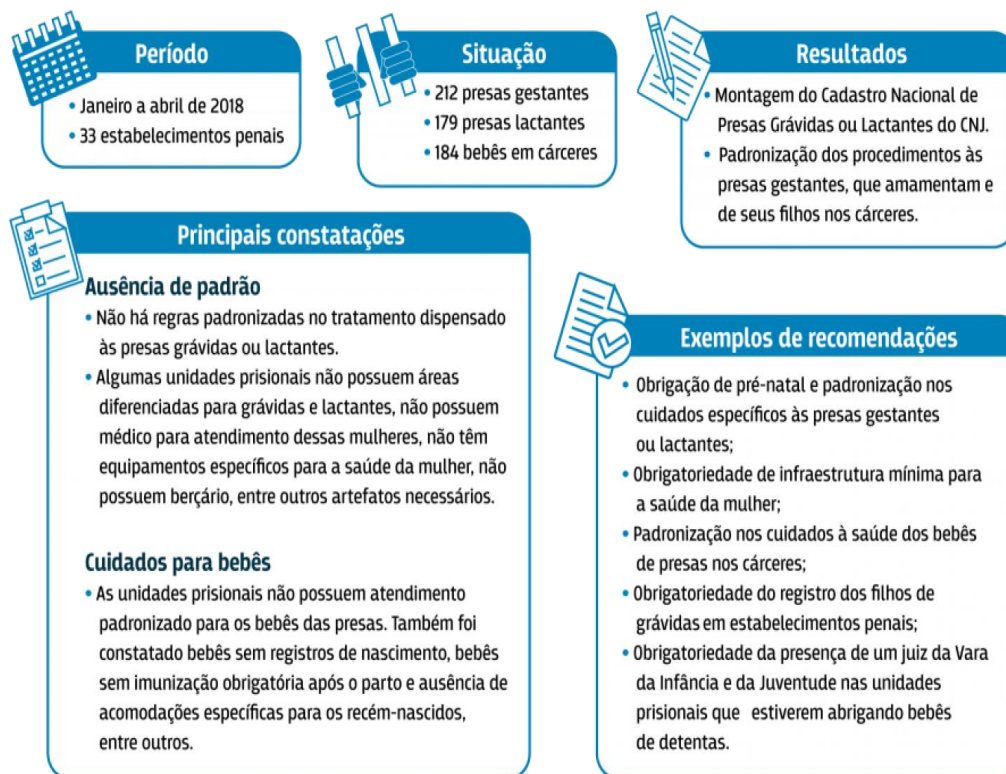 Período
• Janeiro a abril de 2018
• 33 estabelecimentos penais
Situação
• 212 presas gestantes
• 179 presas lactantes
• 184 bebês em cárceres
Resultados
• Montagem do Cadastro Nacional de
Presas Grávidas ou Lactantes do CNJ.
• Padronização dos procedimentos às
presas gestantes, que amamentam e
de seus filhos nos cárceres.
Principais constatações
Ausência de padrão
• Não há regras padronizadas no tratamento dispensado
às presas grávidas ou lactantes.
• Algumas unidades prisionais não possuem áreas
diferenciadas para grávidas e lactantes, não possuem
médico para atendimento dessas mulheres, não têm
equipamentos específicos para a saúde da mulher, não
possuem berçário, entre outros artefatos necessários.
Cuidados para bebês
• As unidades prisionais não possuem atendimento
padronizado para os bebês das presas. Também foi
constatado bebês sem registros de nascimento, bebês
sem imunização obrigatória após o parto e ausência de
acomodações específicas para os recém-nascidos,
entre outros.
Exemplos de recomendações
• Obrigação de pré-natal e padronização nos
cuidados específicos às presas gestantes
ou lactantes;
• Obrigatoriedade de infraestrutura mínima para
a saúde da mulher;
• Padronização nos cuidados à saúde dos bebês
de presas nos cárceres;
• Obrigatoriedade do registro dos filhos de
grávidas em estabelecimentos penais;
• Obrigatoriedade da presença de um juiz da Vara
da Infância e da Juventude nas unidades
prisionais que estiverem abrigando bebês
de detentas.